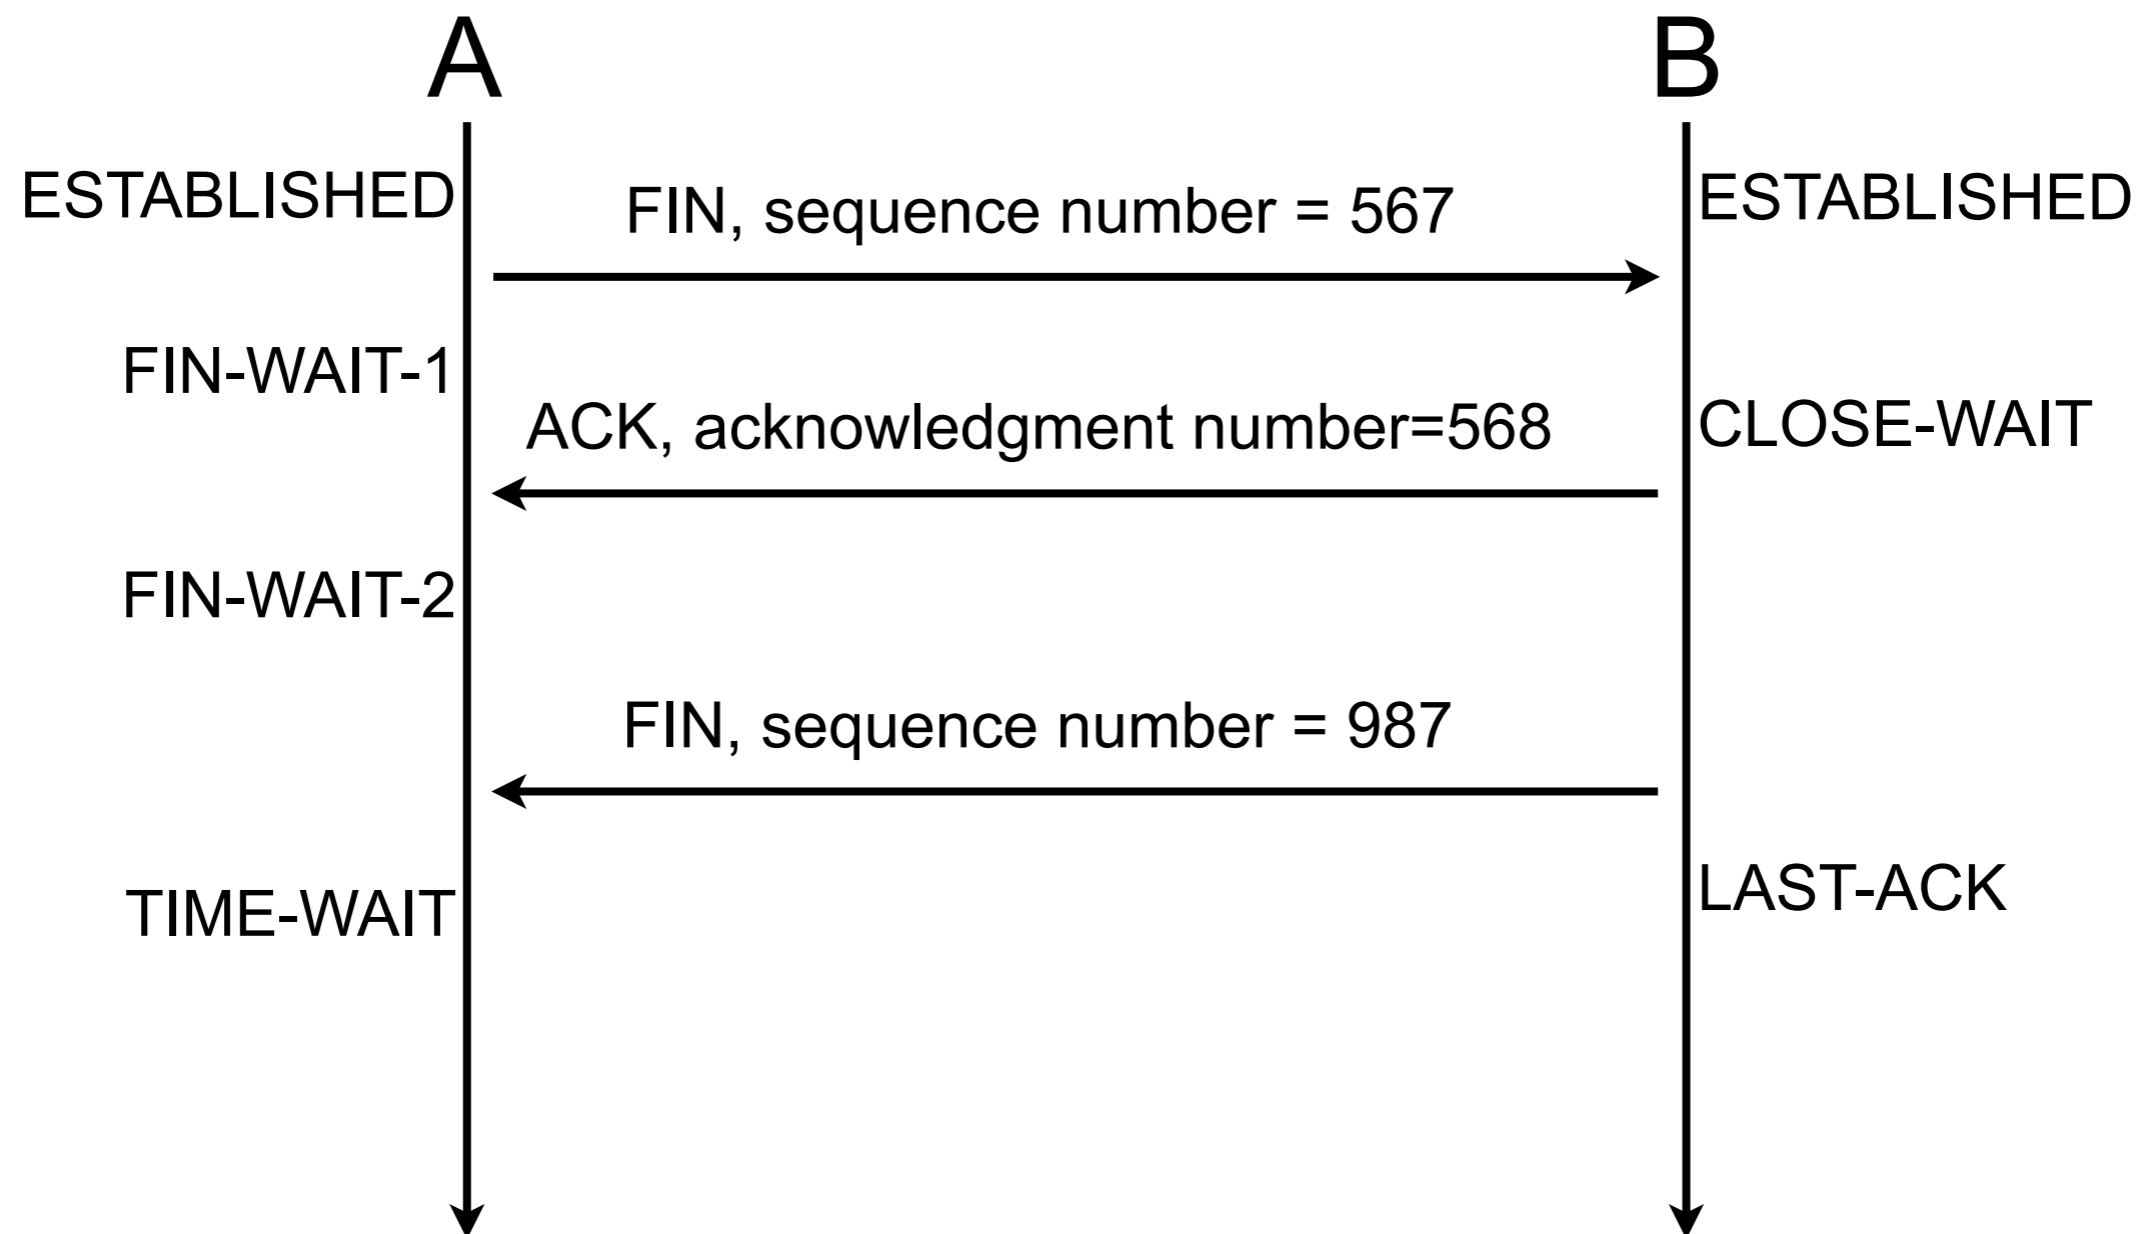 A
B
ESTABLISHED
ESTABLISHED
FIN, sequence number = 567
FIN-WAIT-1
ACK, acknowledgment number=568
CLOSE-WAIT
FIN-WAIT-2
FIN, sequence number = 987
TIME-WAIT
LAST-ACK